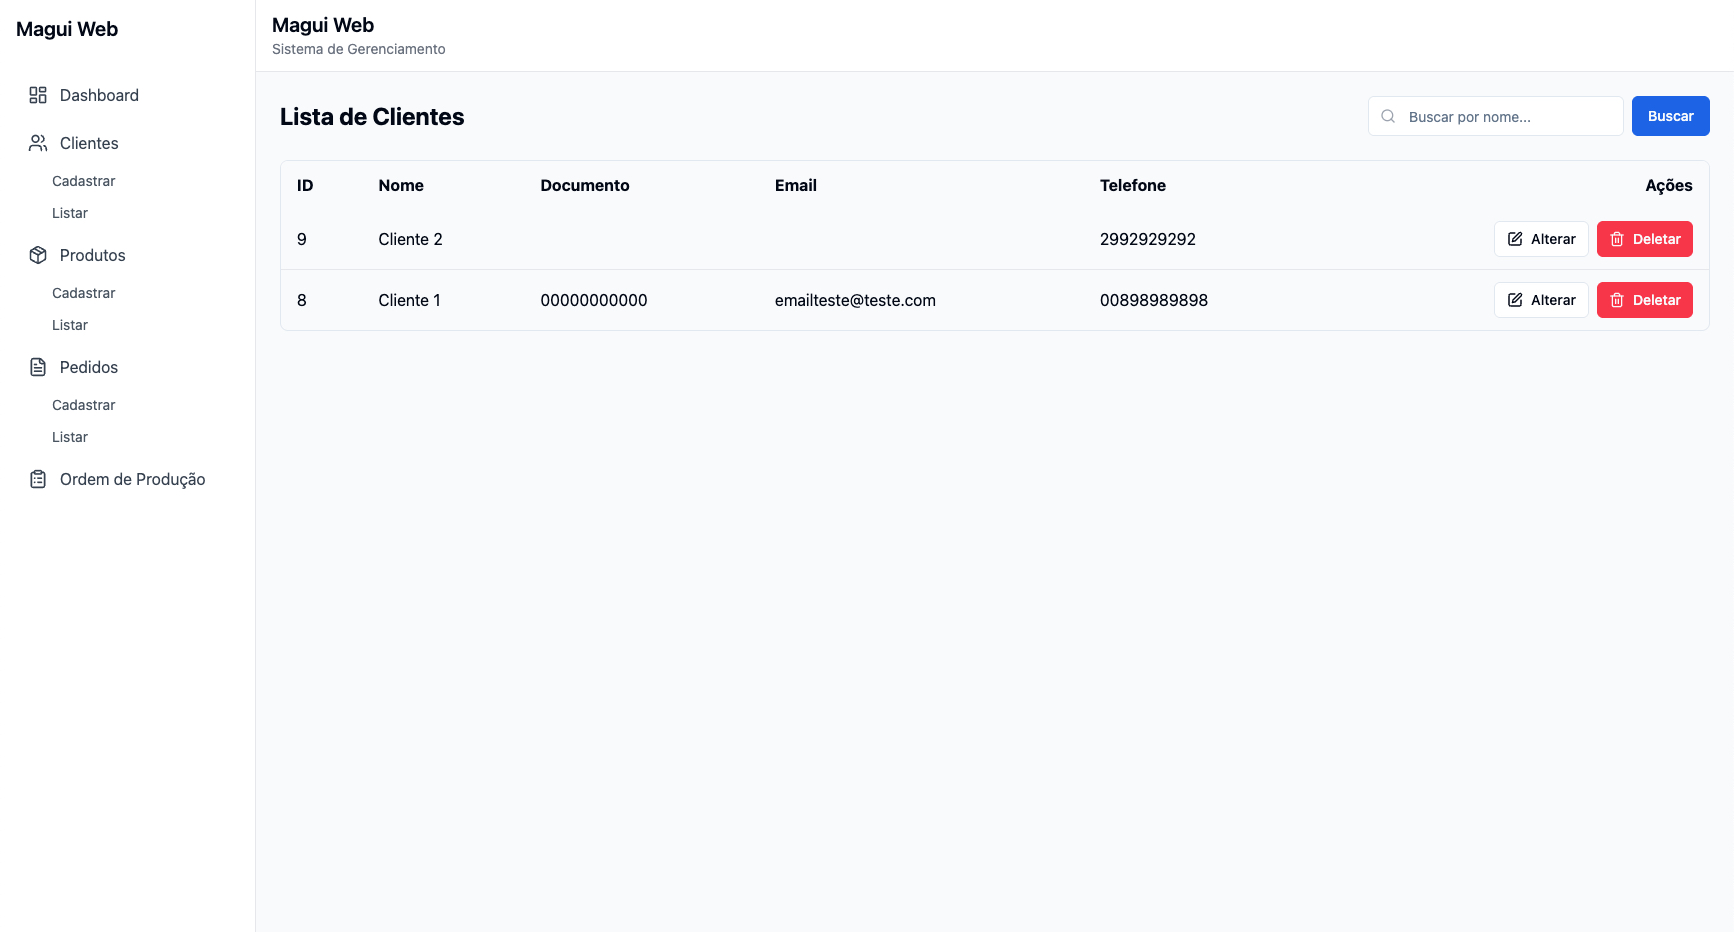 Magui Web
Dashboard
Clientes
Cadastrar
Listar
Produtos
Cadastrar
Listar
Pedidos
Cadastrar
Listar
Ordem de Produção
Magui Web
Sistema de Gerenciamento
Lista de Clientes
Buscar por nome...
Buscar
ID Nome Documento Email Telefone Ações
9 Cliente 2 2992929292 Alterar Deletar
8 Cliente 1 00000000000 emailteste@teste.com 00898989898 Alterar Deletar